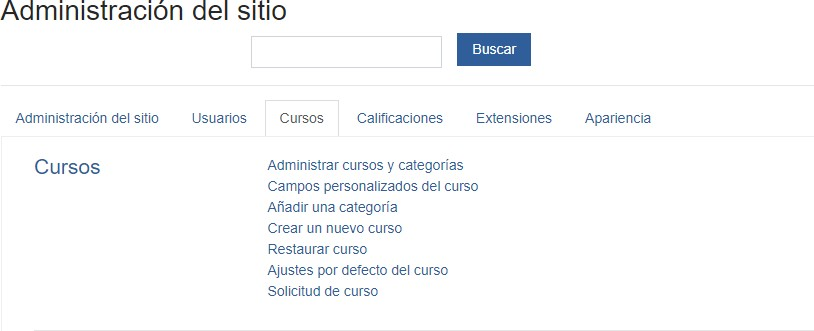 Administración del sitio
Buscar
Administración del sitio Usuarios Cursos Calificaciones Extensiones Apariencia
Cursos
Administrar cursos y categorías
Campos personalizados del curso
Añadir una categoría
Crear un nuevo curso
Restaurar curso
Ajustes por defecto del curso
Solicitud de curso